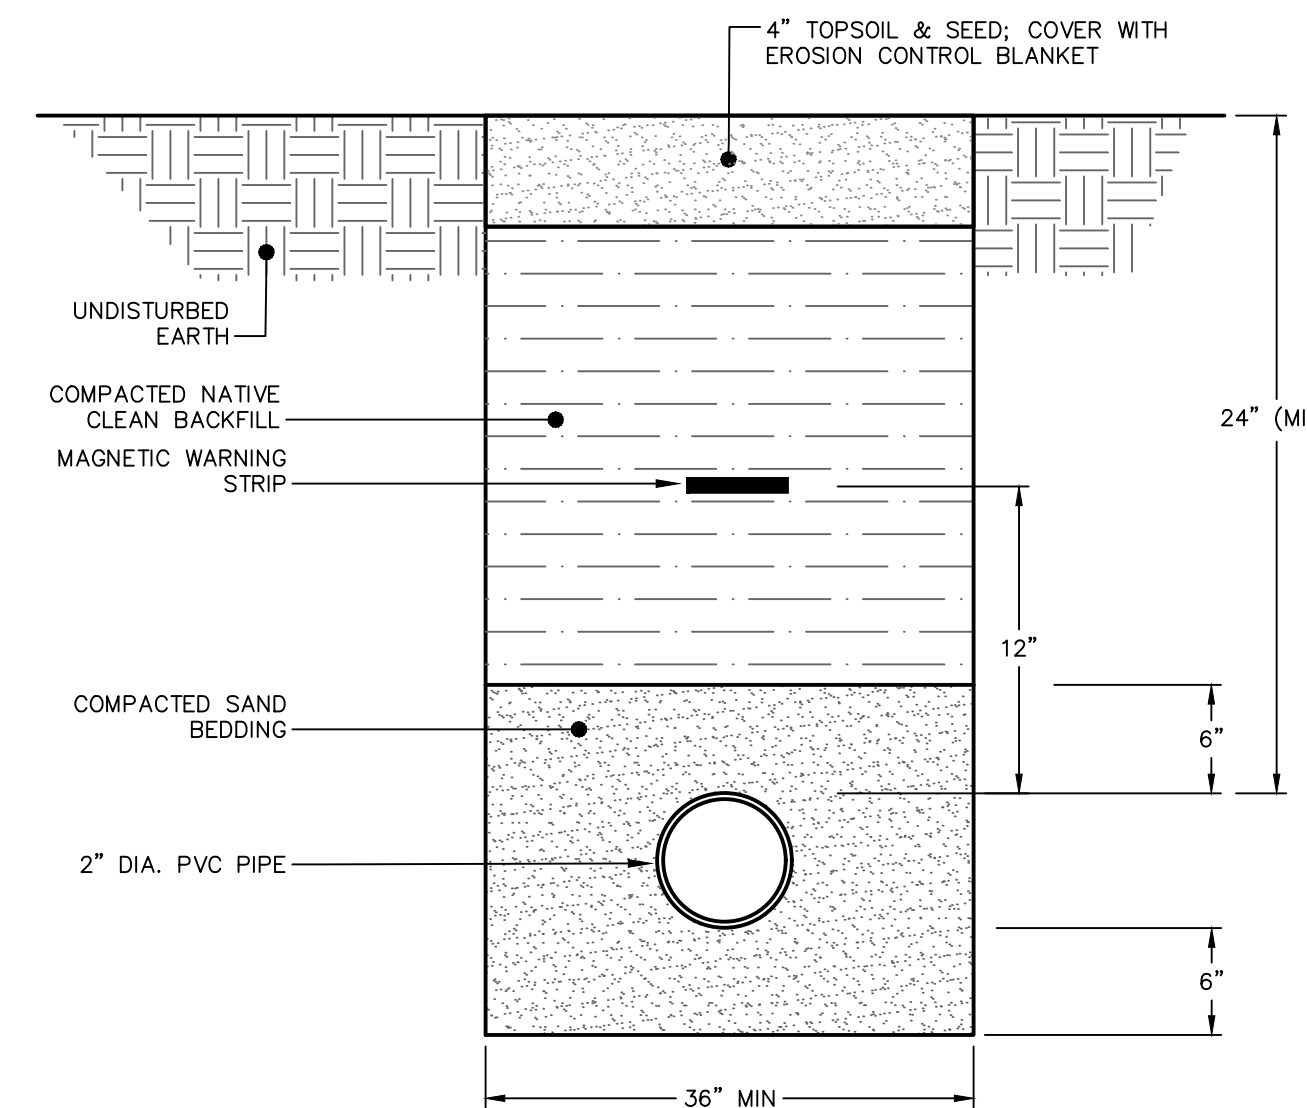 4” TOPSOIL & SEED; COVER WITH
EROSION CONTROL BLANKET
UNDISTURBED
EARTH
COMPACTED NATIVE
CLEAN BACKFILL
MAGNETIC WARNING
STRIP
24” (MI
12”
COMPACTED SAND
BEDDING
6”
2” DIA. PVC PIPE
6”
36” MIN